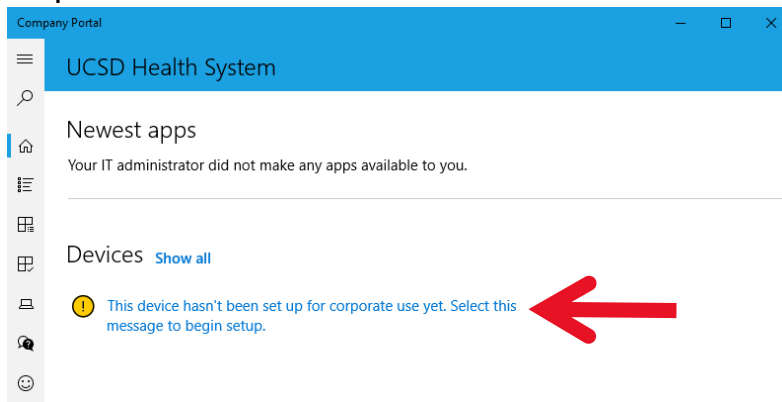 Company Portal
UCSD Health System
Newest apps
Your IT administrator did not make any apps available to you.
Devices Show all
This device hasn't been set up for corporate use yet. Select this
message to begin setup.